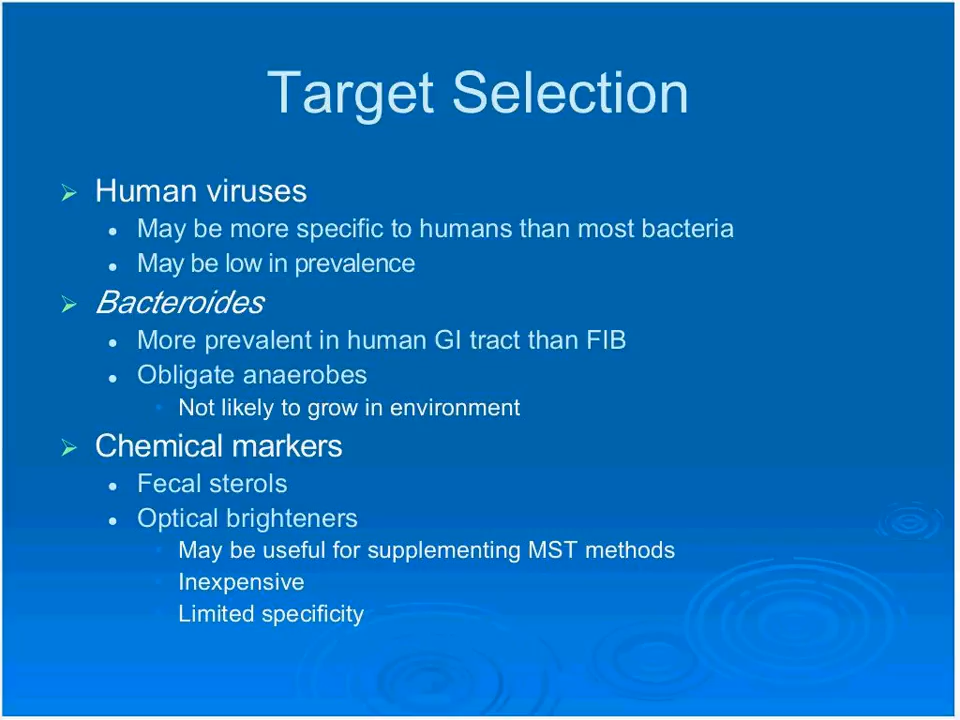 Target Selection
Human viruses
May be more specific to humans than most bacteria
May be low in prevalence
Bacteroides
More prevalent in human GI tract than FIB
Obligate anaerobes
Not likely to grow in environment
Chemical markers
Fecal sterols
Optical brighteners
May be useful for supplementing MST methods
Inexpensive
Limited specificity